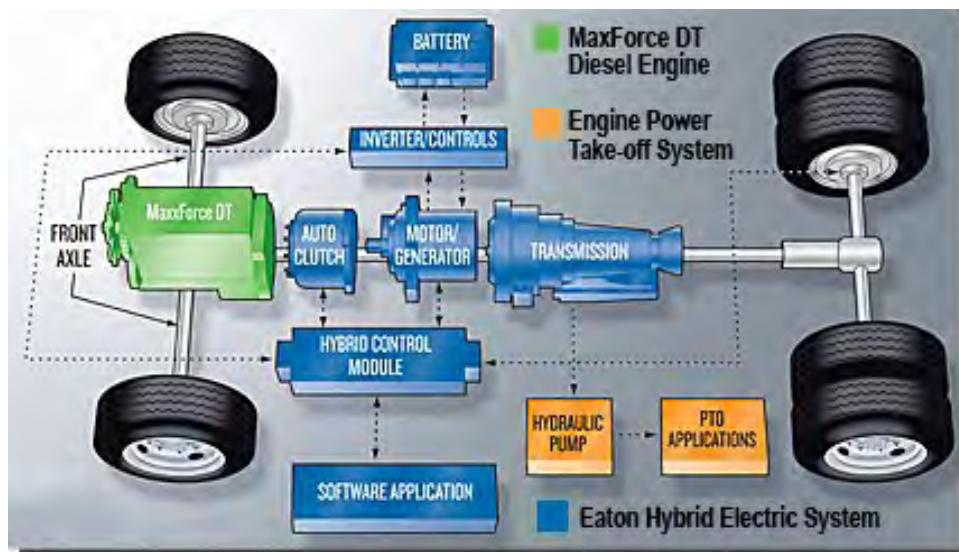 BATTERY
MaxForce DT
Diesel Engine
Engine Power
Take-off System
INVERTER/CONTROLS
MaxxForce DT
FRONT
AXLE
AUTO
CLUTCH
MOTOR/
GENERATOR
TRANSMISSION
HYBRID CONTROL
MODULE
HYDRAULIC
PUMP
PTO
APPLICATIONS
SOFTWARE APPLICATION
Eaton Hybrid Electric System